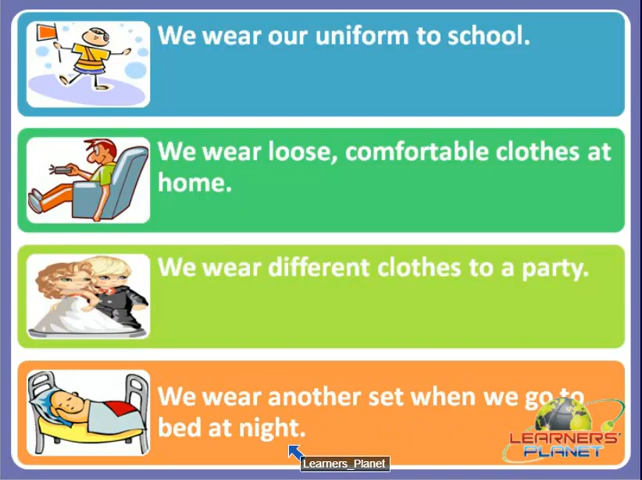 We wear our uniform to school.
We wear loose, comfortable clothes at
home.
We wear different clothes to a party.
We wear another set when we go to
bed at night.
LEARNERS'
PLANET
Learners_Planet